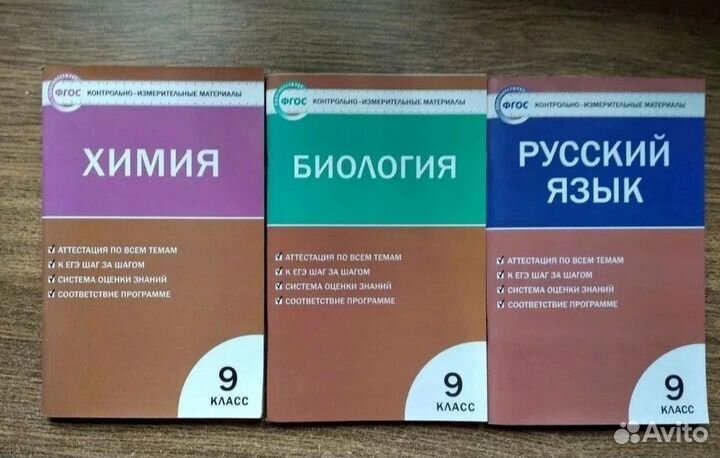 ФГОС
КОНТРОЛЬНО-ИЗМЕРИТЕЛЬНЫЕ МАТЕРИАЛЫ
ХИМИЯ
АТТЕСТАЦИЯ ПО ВСЕМ ТЕМАМ
К ЕГЭ ШАГ ЗА ШАГОМ
СИСТЕМА ОЦЕНКИ ЗНАНИЙ
СООТВЕТСТВИЕ ПРОГРАММЕ
9
КЛАСС
ФГОС
КОНТРОЛЬНО-ИЗМЕРИТЕЛЬНЫЕ МАТЕРИАЛЫ
БИОЛОГИЯ
АТТЕСТАЦИЯ ПО ВСЕМ ТЕМАМ
К ЕГЭ ШАГ ЗА ШАГОМ
СИСТЕМА ОЦЕНКИ ЗНАНИЙ
СООТВЕТСТВИЕ ПРОГРАММЕ
9
КЛАСС
ФГОС
КОНТРОЛЬНО-ИЗМЕРИТЕЛЬНЫЕ МАТЕРИАЛЫ
РУССКИЙ
ЯЗЫК
АТТЕСТАЦИЯ ПО ВСЕМ ТЕМАМ
К ЕГЭ ШАГ ЗА ШАГОМ
СИСТЕМА ОЦЕНКИ ЗНАНИЙ
СООТВЕТСТВИЕ ПРОГРАММЕ
9
КЛАСС
Avito